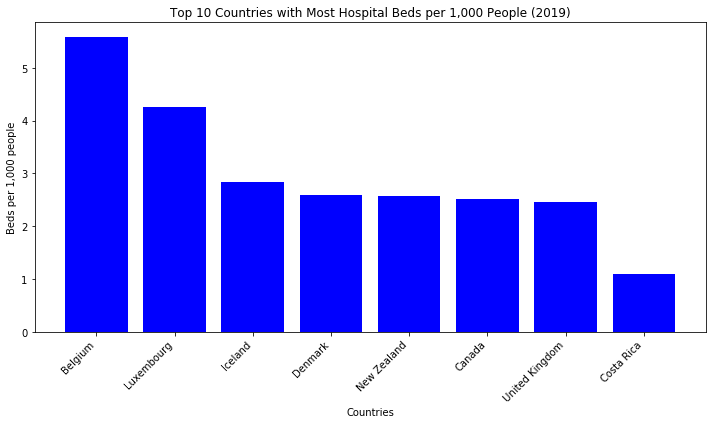 Top 10 Countries with Most Hospital Beds per 1,000 People (2019)
Beds per 1,000 people
5
4
3
2
1
0
Belgium
Luxembourg
Iceland
Denmark
New Zealand
Canada
United Kingdom
Costa Rica
Countries